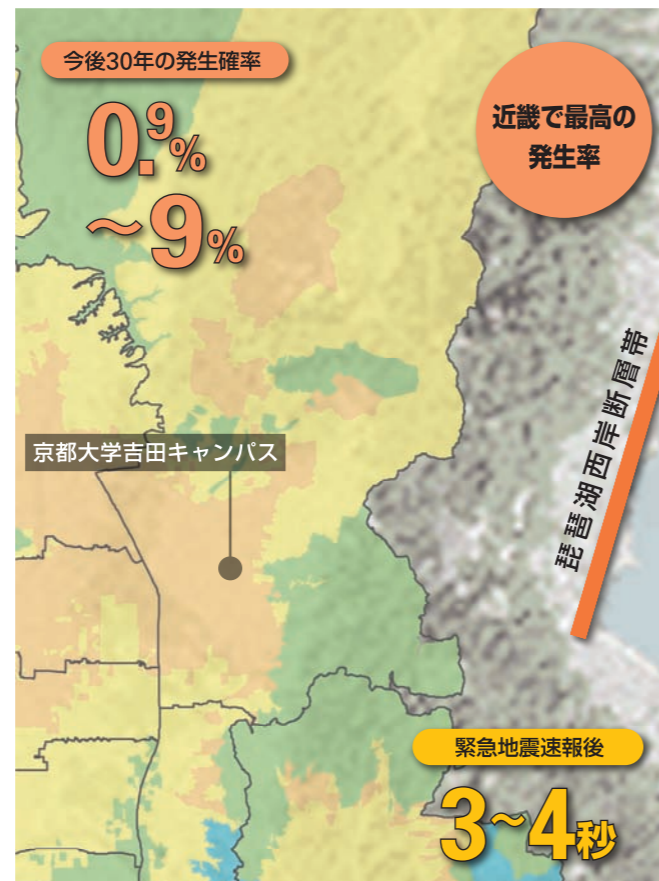 今後30年の発生確率
0.9%
～9%
近畿で最高の
発生率
琵琶湖西岸断層帯
京都大学吉田キャンパス
緊急地震速報後
3～4秒